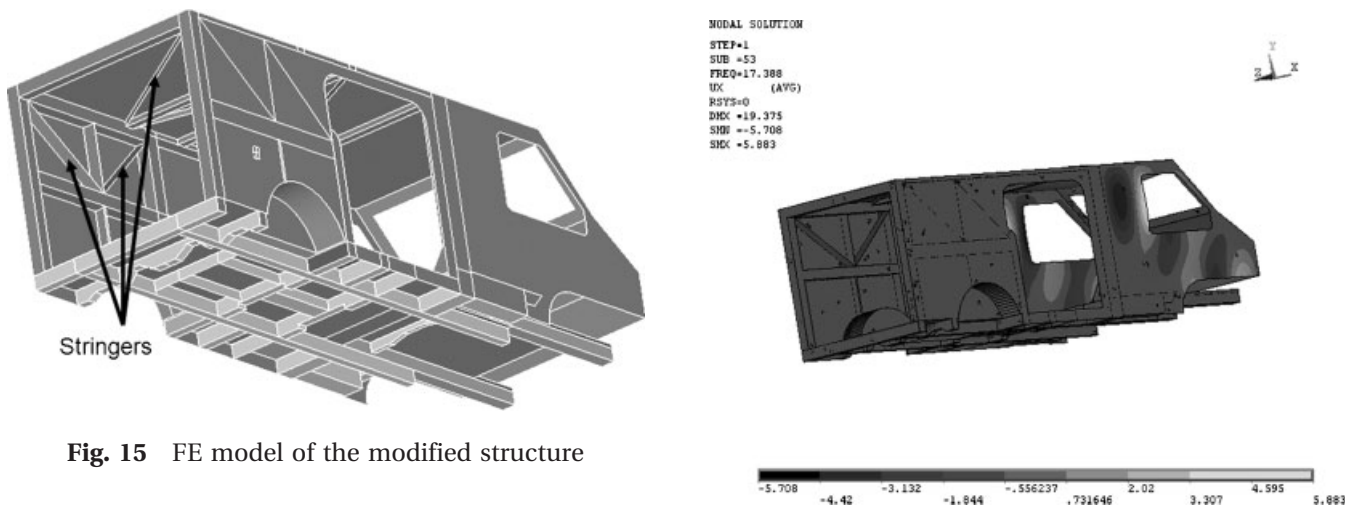 Stringers
Fig. 15 FE model of the modified structure
NODAL SOLUTION
STEP=1
SUB =53
FREQ=17.388
UX (AVG)
RSYS=0
DMX =19.375
SMN =-5.708
SMX =5.883
Y
Z X
-5.708 -3.132 -.556237 2.02 4.595
-4.42 -1.844 .731646 3.307 5.883